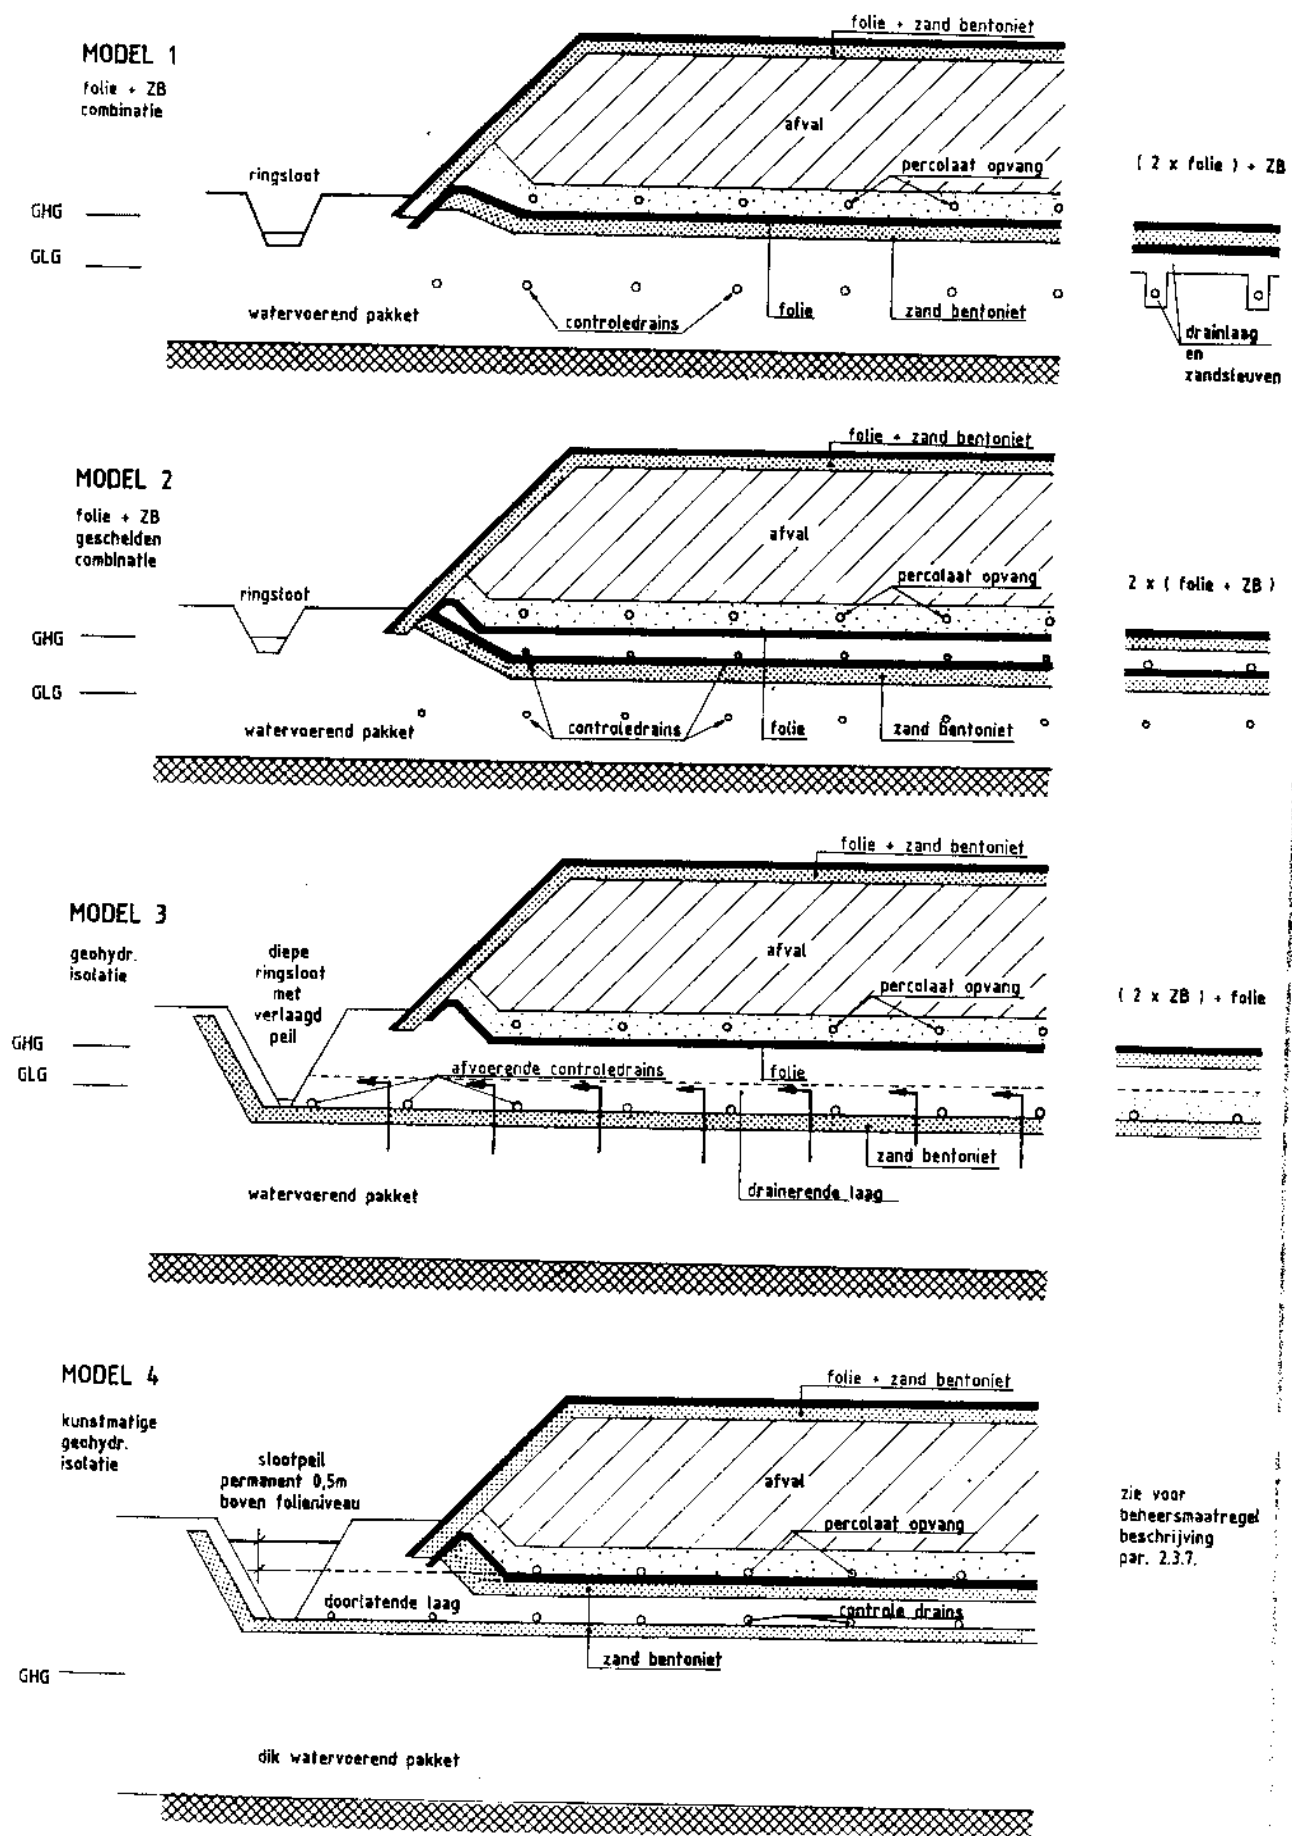 folie + zand bentoniet
MODEL 1
folie + ZB
combinatie
afval
percolaat opvang
( 2 x folie ) + ZB
ringsloot
GHG
GLG
watervoerend pakket
controledrains
folie
zand bentoniet
drainlaag
en
zandsleuven
folie + zand bentoniet
MODEL 2
folie + ZB
gescheiden
combinatie
afval
percolaat opvang
2 x ( folie + ZB )
ringsloot
GHG
GLG
watervoerend pakket
controledrains
folie
zand bentoniet
folie + zand bentoniet
MODEL 3
geohydr.
isolatie
diepe
ringsloot
met
verlaagd
peil
afval
percolaat opvang
( 2 x ZB ) + folie
GHG
GLG
afvoerende controledrains
folie
zand bentoniet
watervoerend pakket
drainerende laag
MODEL 4
folie + zand bentoniet
kunstmatige
geohydr.
isolatie
slootpeil
permanent 0,5m
boven folieniveau
afval
percolaat opvang
zie voor
beheersmaatregel
beschrijving
par. 2.3.7.
doorlatende laag
controle drains
zand bentoniet
GHG
dik watervoerend pakket